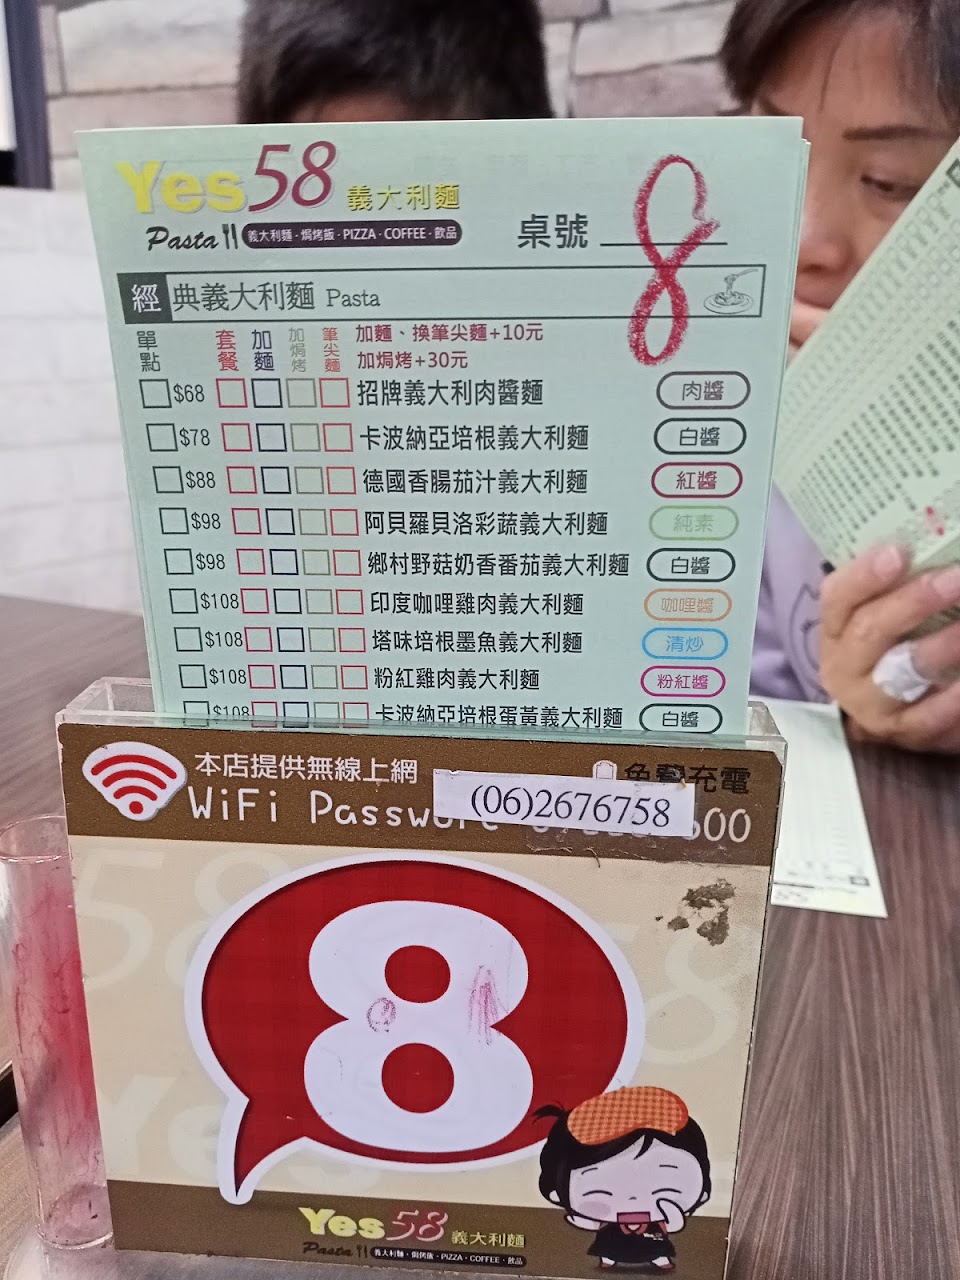 Yes58 義大利麵
Pasta 義大利麵·焗烤飯·PIZZA·COFFEE·飲品
桌號 8
經典義大利麵 Pasta
單點 套餐 加麵 加焗烤 筆尖麵 加麵、換筆尖麵+10元
加焗烤+30元
$68 招牌義大利肉醬麵 肉醬
$78 卡波納亞培根義大利麵 白醬
$88 德國香腸茄汁義大利麵 紅醬
$98 阿貝羅貝洛彩蔬義大利麵 純素
$98 鄉村野菇奶香番茄義大利麵 白醬
$108 印度咖哩雞肉義大利麵 咖哩醬
$108 塔味培根墨魚義大利麵 清炒
$108 粉紅雞肉義大利麵 粉紅醬
$108 卡波納亞培根蛋黃義大利麵 白醬
本店提供無線上網 免費充電
WiFi Password (06)2676758 600
8
Yes58 義大利麵
Pasta 義大利麵·焗烤飯·PIZZA·COFFEE·飲品